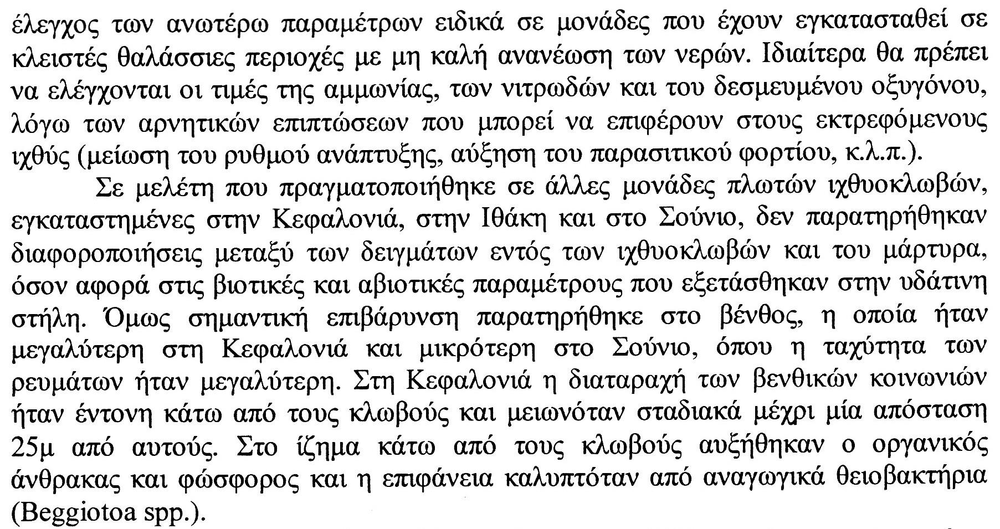 έλεγχος των ανωτέρω παραμέτρων ειδικά σε μονάδες που έχουν εγκατασταθεί σε
κλειστές θαλάσσιες περιοχές με μη καλή ανανέωση των νερών. Ιδιαίτερα θα πρέπει
να ελέγχονται οι τιμές της αμμωνίας, των νιτρωδών και του δεσμευμένου οξυγόνου,
λόγω των αρνητικών επιπτώσεων που μπορεί να επιφέρουν στους εκτρεφόμενους
ιχθύς (μείωση του ρυθμού ανάπτυξης, αύξηση του παρασιτικού φορτίου, κ.λ.π.).
Σε μελέτη που πραγματοποιήθηκε σε άλλες μονάδες πλωτών ιχθυοκλωβών,
εγκαταστημένες στην Κεφαλονιά, στην Ιθάκη και στο Σούνιο, δεν παρατηρήθηκαν
διαφοροποιήσεις μεταξύ των δειγμάτων εντός των ιχθυοκλωβών και του μάρτυρα,
όσον αφορά στις βιοτικές και αβιοτικές παραμέτρους που εξετάσθηκαν στην υδάτινη
στήλη. Όμως σημαντική επιβάρυνση παρατηρήθηκε στο βένθος, η οποία ήταν
μεγαλύτερη στη Κεφαλονιά και μικρότερη στο Σούνιο, όπου η ταχύτητα των
ρευμάτων ήταν μεγαλύτερη. Στη Κεφαλονιά η διαταραχή των βενθικών κοινωνιών
ήταν έντονη κάτω από τους κλωβούς και μειωνόταν σταδιακά μέχρι μία απόσταση
25μ από αυτούς. Στο ίζημα κάτω από τους κλωβούς αυξήθηκαν ο οργανικός
άνθρακας και φώσφορος και η επιφάνεια καλυπτόταν από αναγωγικά θειοβακτήρια
(Beggiotoa spp.).